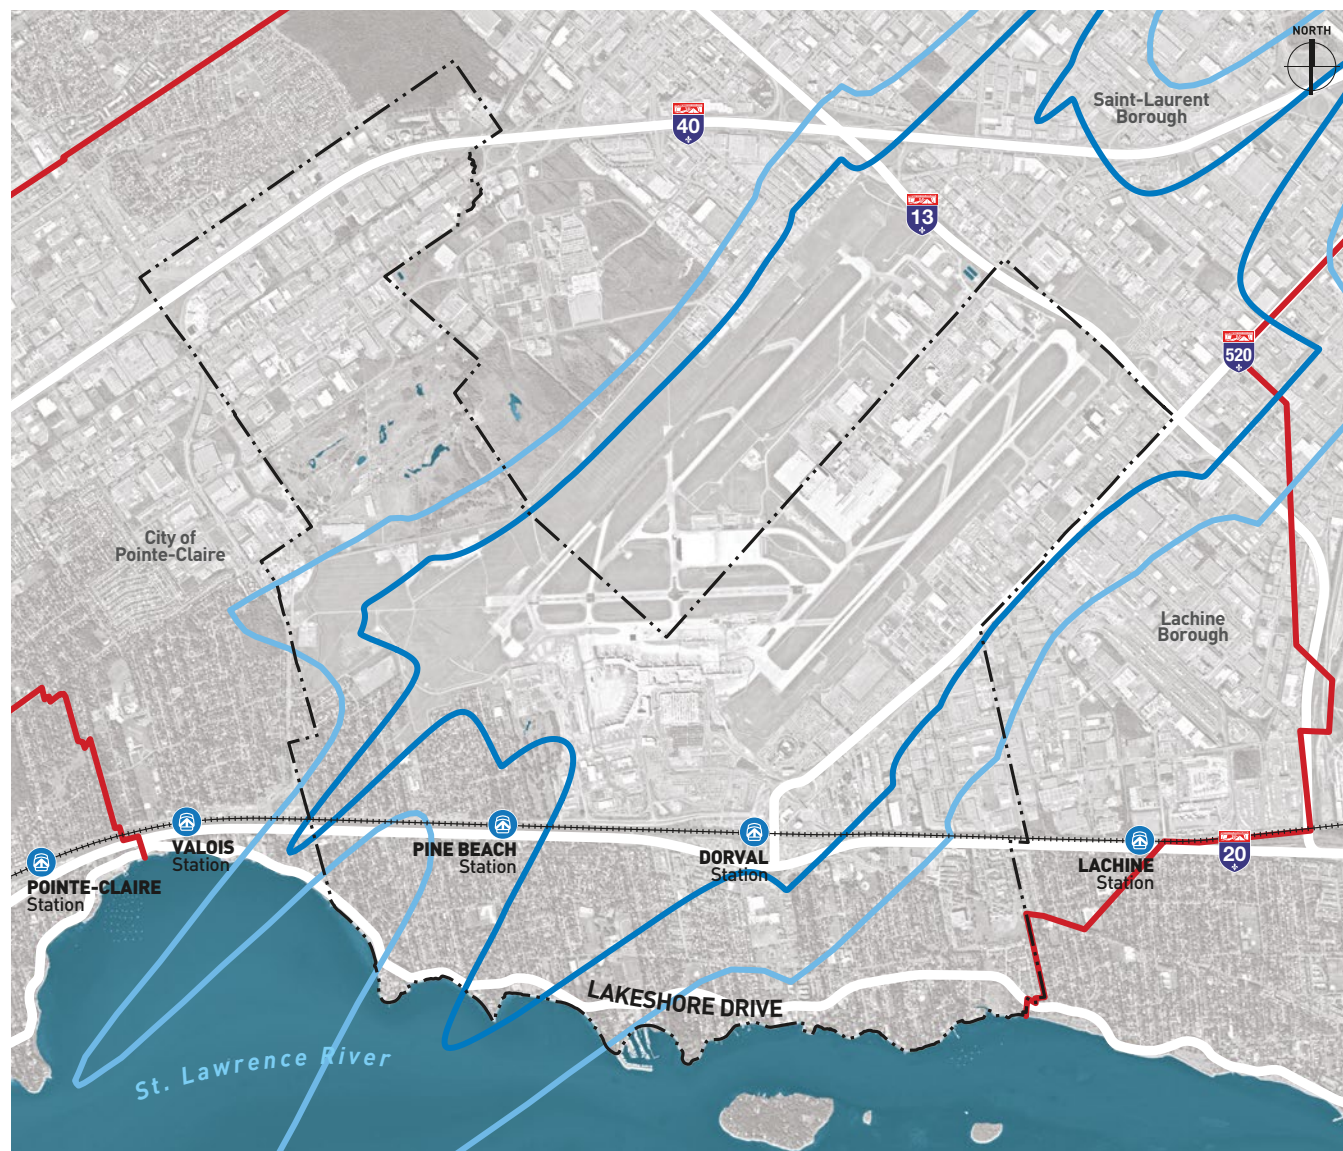 NORTH
Saint-Laurent
Borough
40
13
520
City of
Pointe-Claire
Lachine
Borough
VALOIS
Station
PINE BEACH
Station
DORVAL
Station
LACHINE
Station
20
POINTE-CLAIRE
Station
LAKESHORE DRIVE
St. Lawrence River